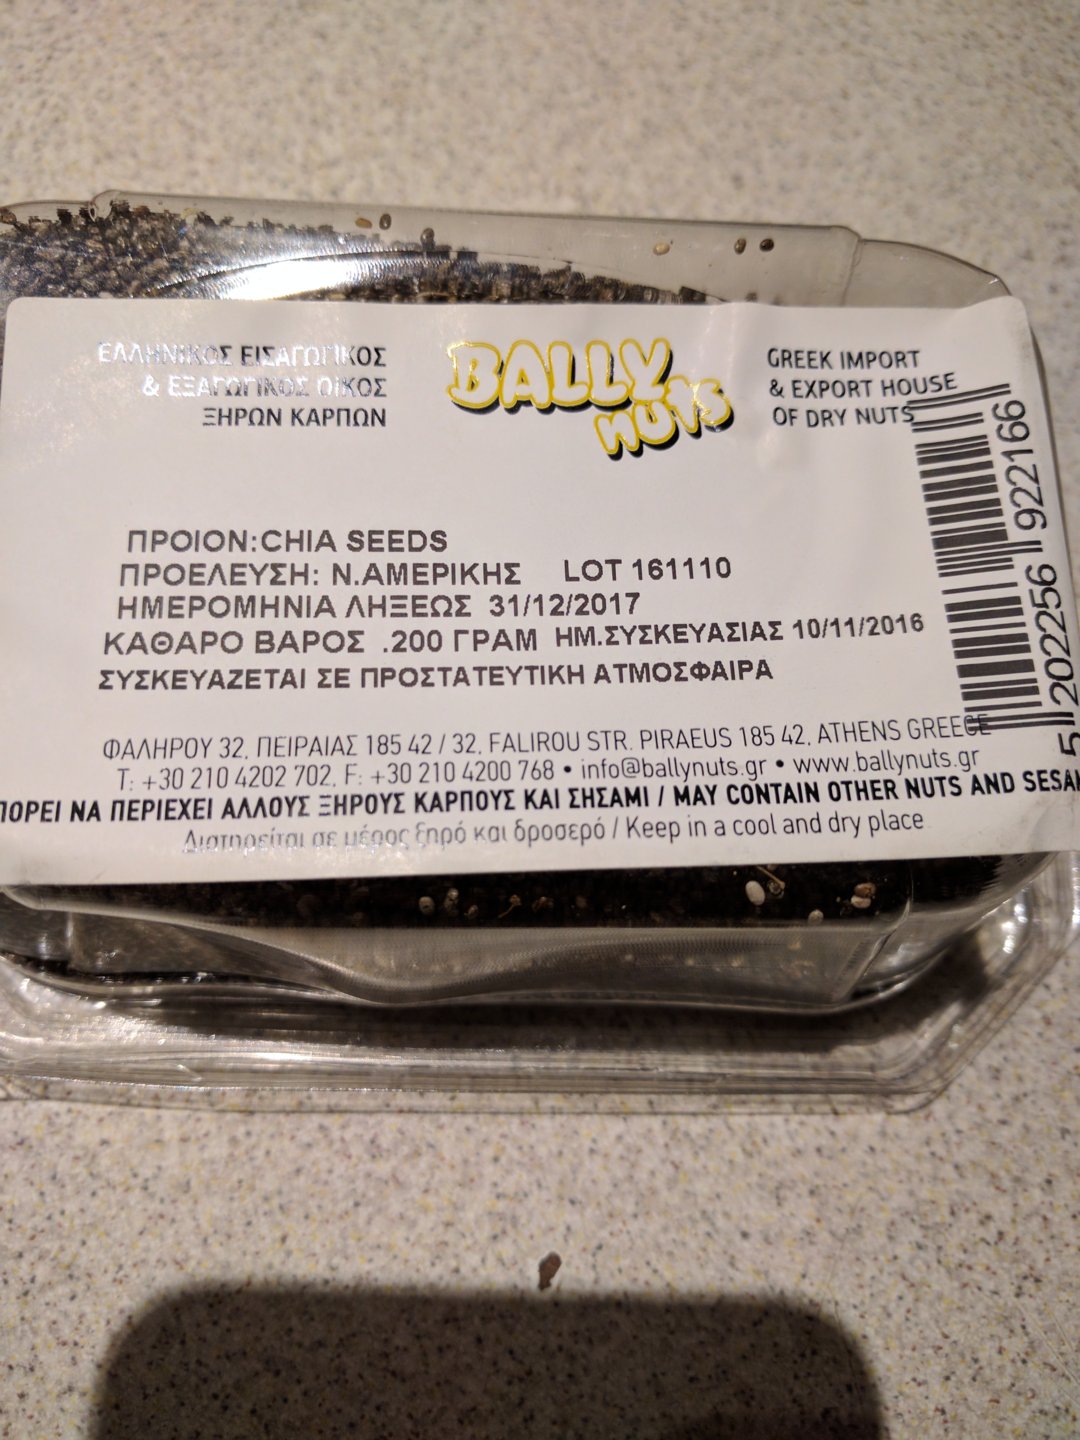 ΕΛΛΗΝΙΚΟΣ ΕΙΣΑΓΩΓΙΚΟΣ
& ΕΞΑΓΩΓΙΚΟΣ ΟΙΚΟΣ
ΞΗΡΩΝ ΚΑΡΠΩΝ
BALLY
NUTS
GREEK IMPORT
& EXPORT HOUSE
OF DRY NUTS
ΠΡΟΙΟΝ:CHIA SEEDS
ΠΡΟΕΛΕΥΣΗ: Ν.ΑΜΕΡΙΚΗΣ LOT 161110
ΗΜΕΡΟΜΗΝΙΑ ΛΗΞΕΩΣ 31/12/2017
ΚΑΘΑΡΟ ΒΑΡΟΣ .200 ΓΡΑΜ ΗΜ.ΣΥΣΚΕΥΑΣΙΑΣ 10/11/2016
ΣΥΣΚΕΥΑΖΕΤΑΙ ΣΕ ΠΡΟΣΤΑΤΕΥΤΙΚΗ ΑΤΜΟΣΦΑΙΡΑ
ΦΑΛΗΡΟΥ 32, ΠΕΙΡΑΙΑΣ 185 42 / 32, FALIROU STR. PIRAEUS 185 42, ATHENS GREECE
T: +30 210 4202 702, F: +30 210 4200 768 • info@ballynuts.gr • www.ballynuts.gr
ΠΟΡΕΙ ΝΑ ΠΕΡΙΕΧΕΙ ΑΛΛΟΥΣ ΞΗΡΟΥΣ ΚΑΡΠΟΥΣ ΚΑΙ ΣΗΣΑΜΙ / MAY CONTAIN OTHER NUTS AND SESAM
Διατηρείται σε μέρος ξηρό και δροσερό / Keep in a cool and dry place
5 202256 922166